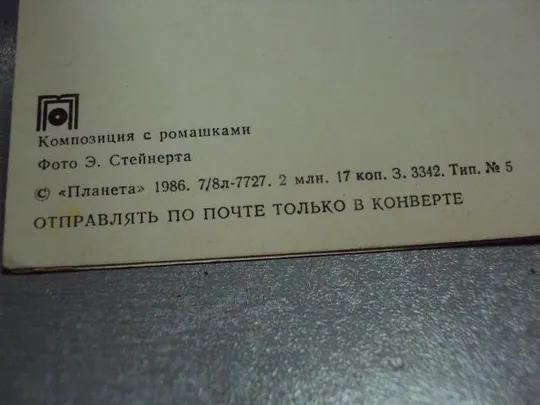 Композиция с ромашками
Фото Э. Стейнерта
© «Планета» 1986. 7/8л-7727. 2 млн. 17 коп. З. 3342. Тип. № 5
ОТПРАВЛЯТЬ ПО ПОЧТЕ ТОЛЬКО В КОНВЕРТЕ